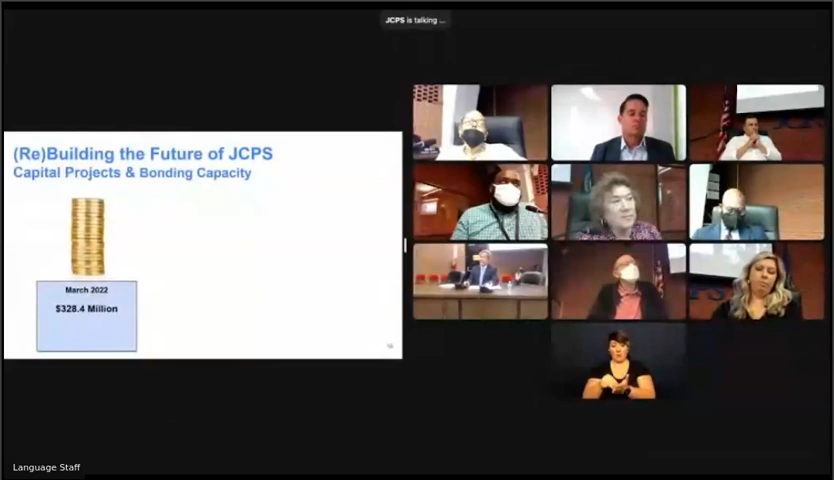 JCPS is talking ...
(Re)Building the Future of JCPS
Capital Projects & Bonding Capacity
March 2022
$328.4 Million
Language Staff